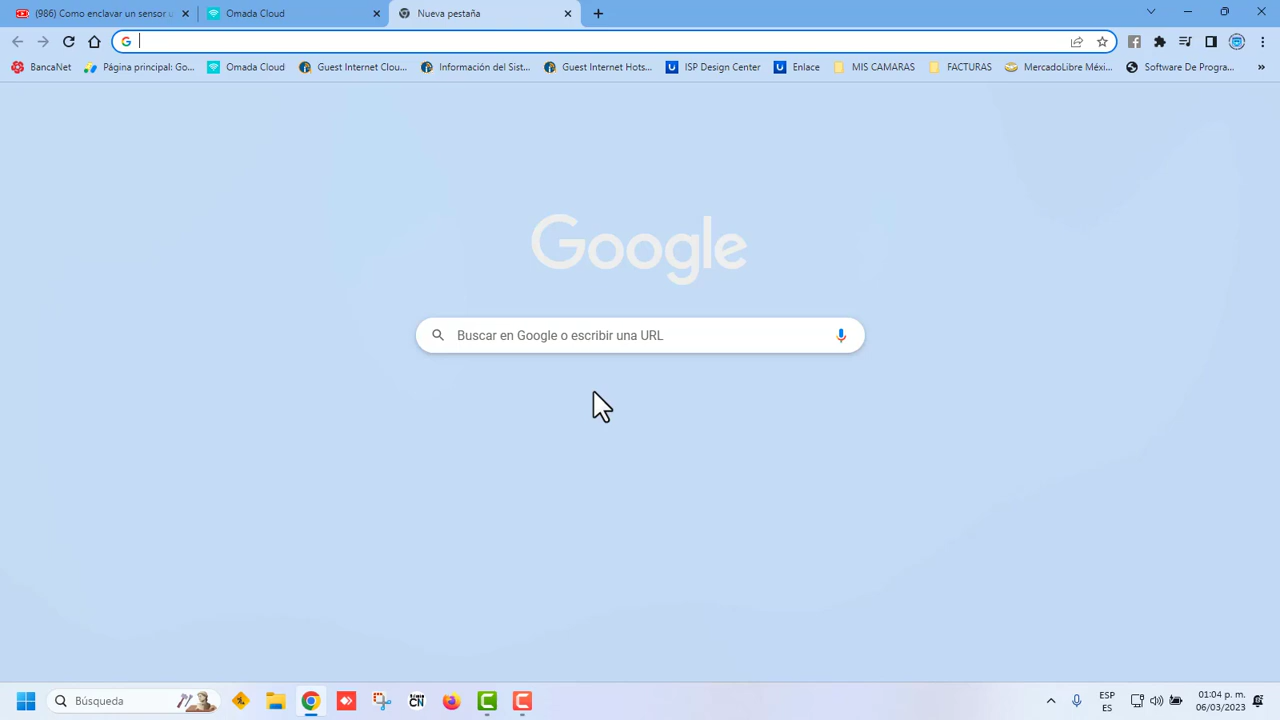 (986) Como enclavar un sensor u
Omada Cloud
Nueva pestaña
BancaNet
Página principal: Go...
Omada Cloud
Guest Internet Clou...
Información del Sist...
Guest Internet Hots...
ISP Design Center
Enlace
MIS CAMARAS
FACTURAS
MercadoLibre Méxi...
Software De Progra...
»
Google
Buscar en Google o escribir una URL
Búsqueda
CN
ESP
ES
01:04 p. m.
06/03/2023